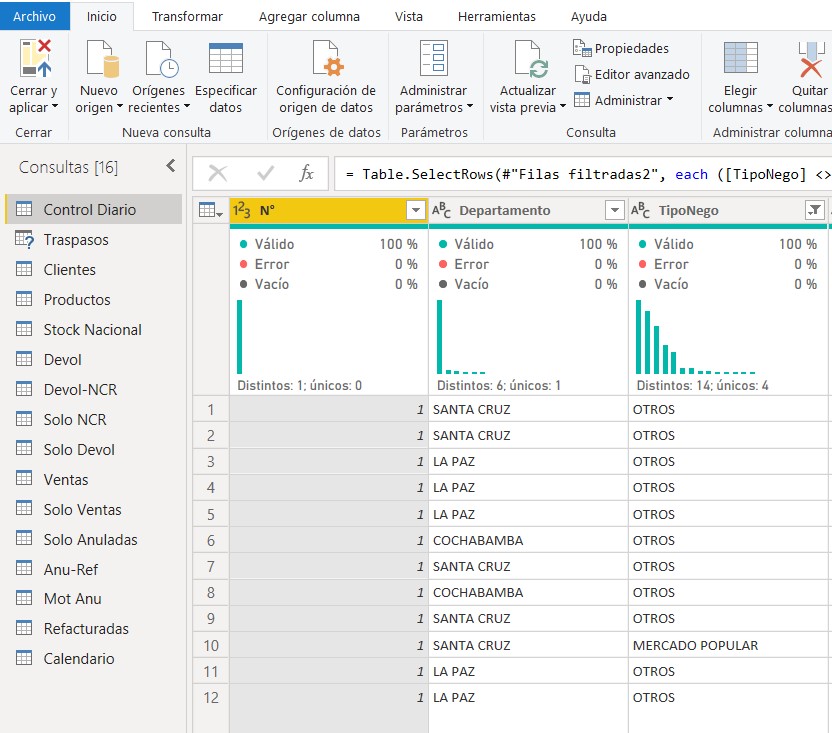 Archivo Inicio Transformar Agregar columna Vista Herramientas Ayuda
Cerrar y aplicar
Nuevo origen
Orígenes recientes
Especificar datos
Configuración de origen de datos
Administrar parámetros
Actualizar vista previa
Propiedades
Editor avanzado
Administrar
Elegir columnas
Quitar columnas
Cerrar Nueva consulta Orígenes de datos Parámetros Consulta Administrar columna
Consultas [16]
Control Diario
Traspasos
Clientes
Productos
Stock Nacional
Devol
Devol-NCR
Solo NCR
Solo Devol
Ventas
Solo Ventas
Solo Anuladas
Anu-Ref
Mot Anu
Refacturadas
Calendario
fx = Table.SelectRows(#"Filas filtradas2", each ([TipoNego] <>
123 N° ABC Departamento ABC TipoNego
Válido 100 % Válido 100 % Válido 100 %
Error 0 % Error 0 % Error 0 %
Vacío 0 % Vacío 0 % Vacío 0 %
Distintos: 1; únicos: 0 Distintos: 6; únicos: 1 Distintos: 14; únicos: 4
1 1 SANTA CRUZ OTROS
2 1 SANTA CRUZ OTROS
3 1 LA PAZ OTROS
4 1 LA PAZ OTROS
5 1 LA PAZ OTROS
6 1 COCHABAMBA OTROS
7 1 SANTA CRUZ OTROS
8 1 COCHABAMBA OTROS
9 1 SANTA CRUZ OTROS
10 1 SANTA CRUZ MERCADO POPULAR
11 1 LA PAZ OTROS
12 1 LA PAZ OTROS